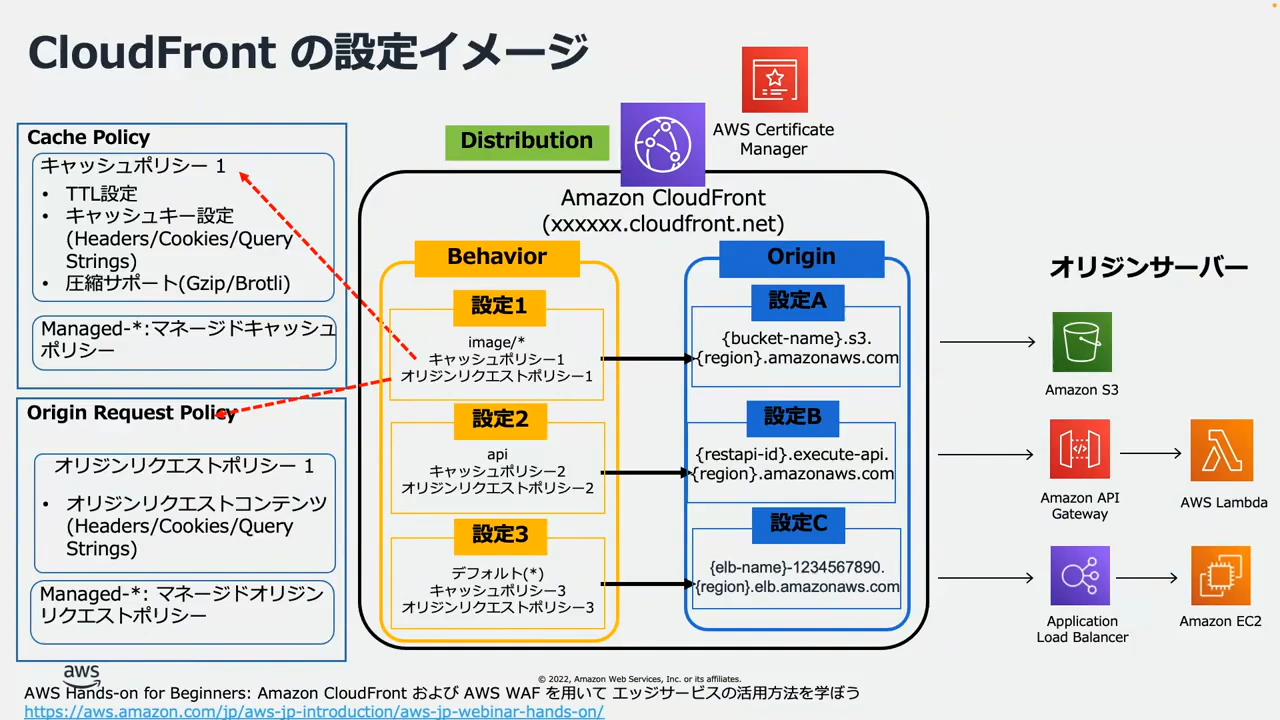 CloudFront の設定イメージ
AWS Certificate
Manager
Distribution
Amazon CloudFront
(xxxxxx.cloudfront.net)
Cache Policy
キャッシュポリシー 1
• TTL設定
• キャッシュキー設定
(Headers/Cookies/Query
Strings)
• 圧縮サポート(Gzip/Brotli)
Managed-*:マネージドキャッシュ
ポリシー
Origin Request Policy
オリジンリクエストポリシー 1
• オリジンリクエストコンテンツ
(Headers/Cookies/Query
Strings)
Managed-*: マネージドオリジン
リクエストポリシー
Behavior
設定1
image/*
キャッシュポリシー1
オリジンリクエストポリシー1
設定2
api
キャッシュポリシー2
オリジンリクエストポリシー2
設定3
デフォルト(*)
キャッシュポリシー3
オリジンリクエストポリシー3
Origin
設定A
{bucket-name}.s3.
{region}.amazonaws.com
設定B
{restapi-id}.execute-api.
{region}.amazonaws.com
設定C
{elb-name}-1234567890.
{region}.elb.amazonaws.com
オリジンサーバー
Amazon S3
Amazon API
Gateway
AWS Lambda
Application
Load Balancer
Amazon EC2
aws
© 2022, Amazon Web Services, Inc. or its affiliates.
AWS Hands-on for Beginners: Amazon CloudFront および AWS WAF を用いて エッジサービスの活用方法を学ぼう
https://aws.amazon.com/jp/aws-jp-introduction/aws-jp-webinar-hands-on/